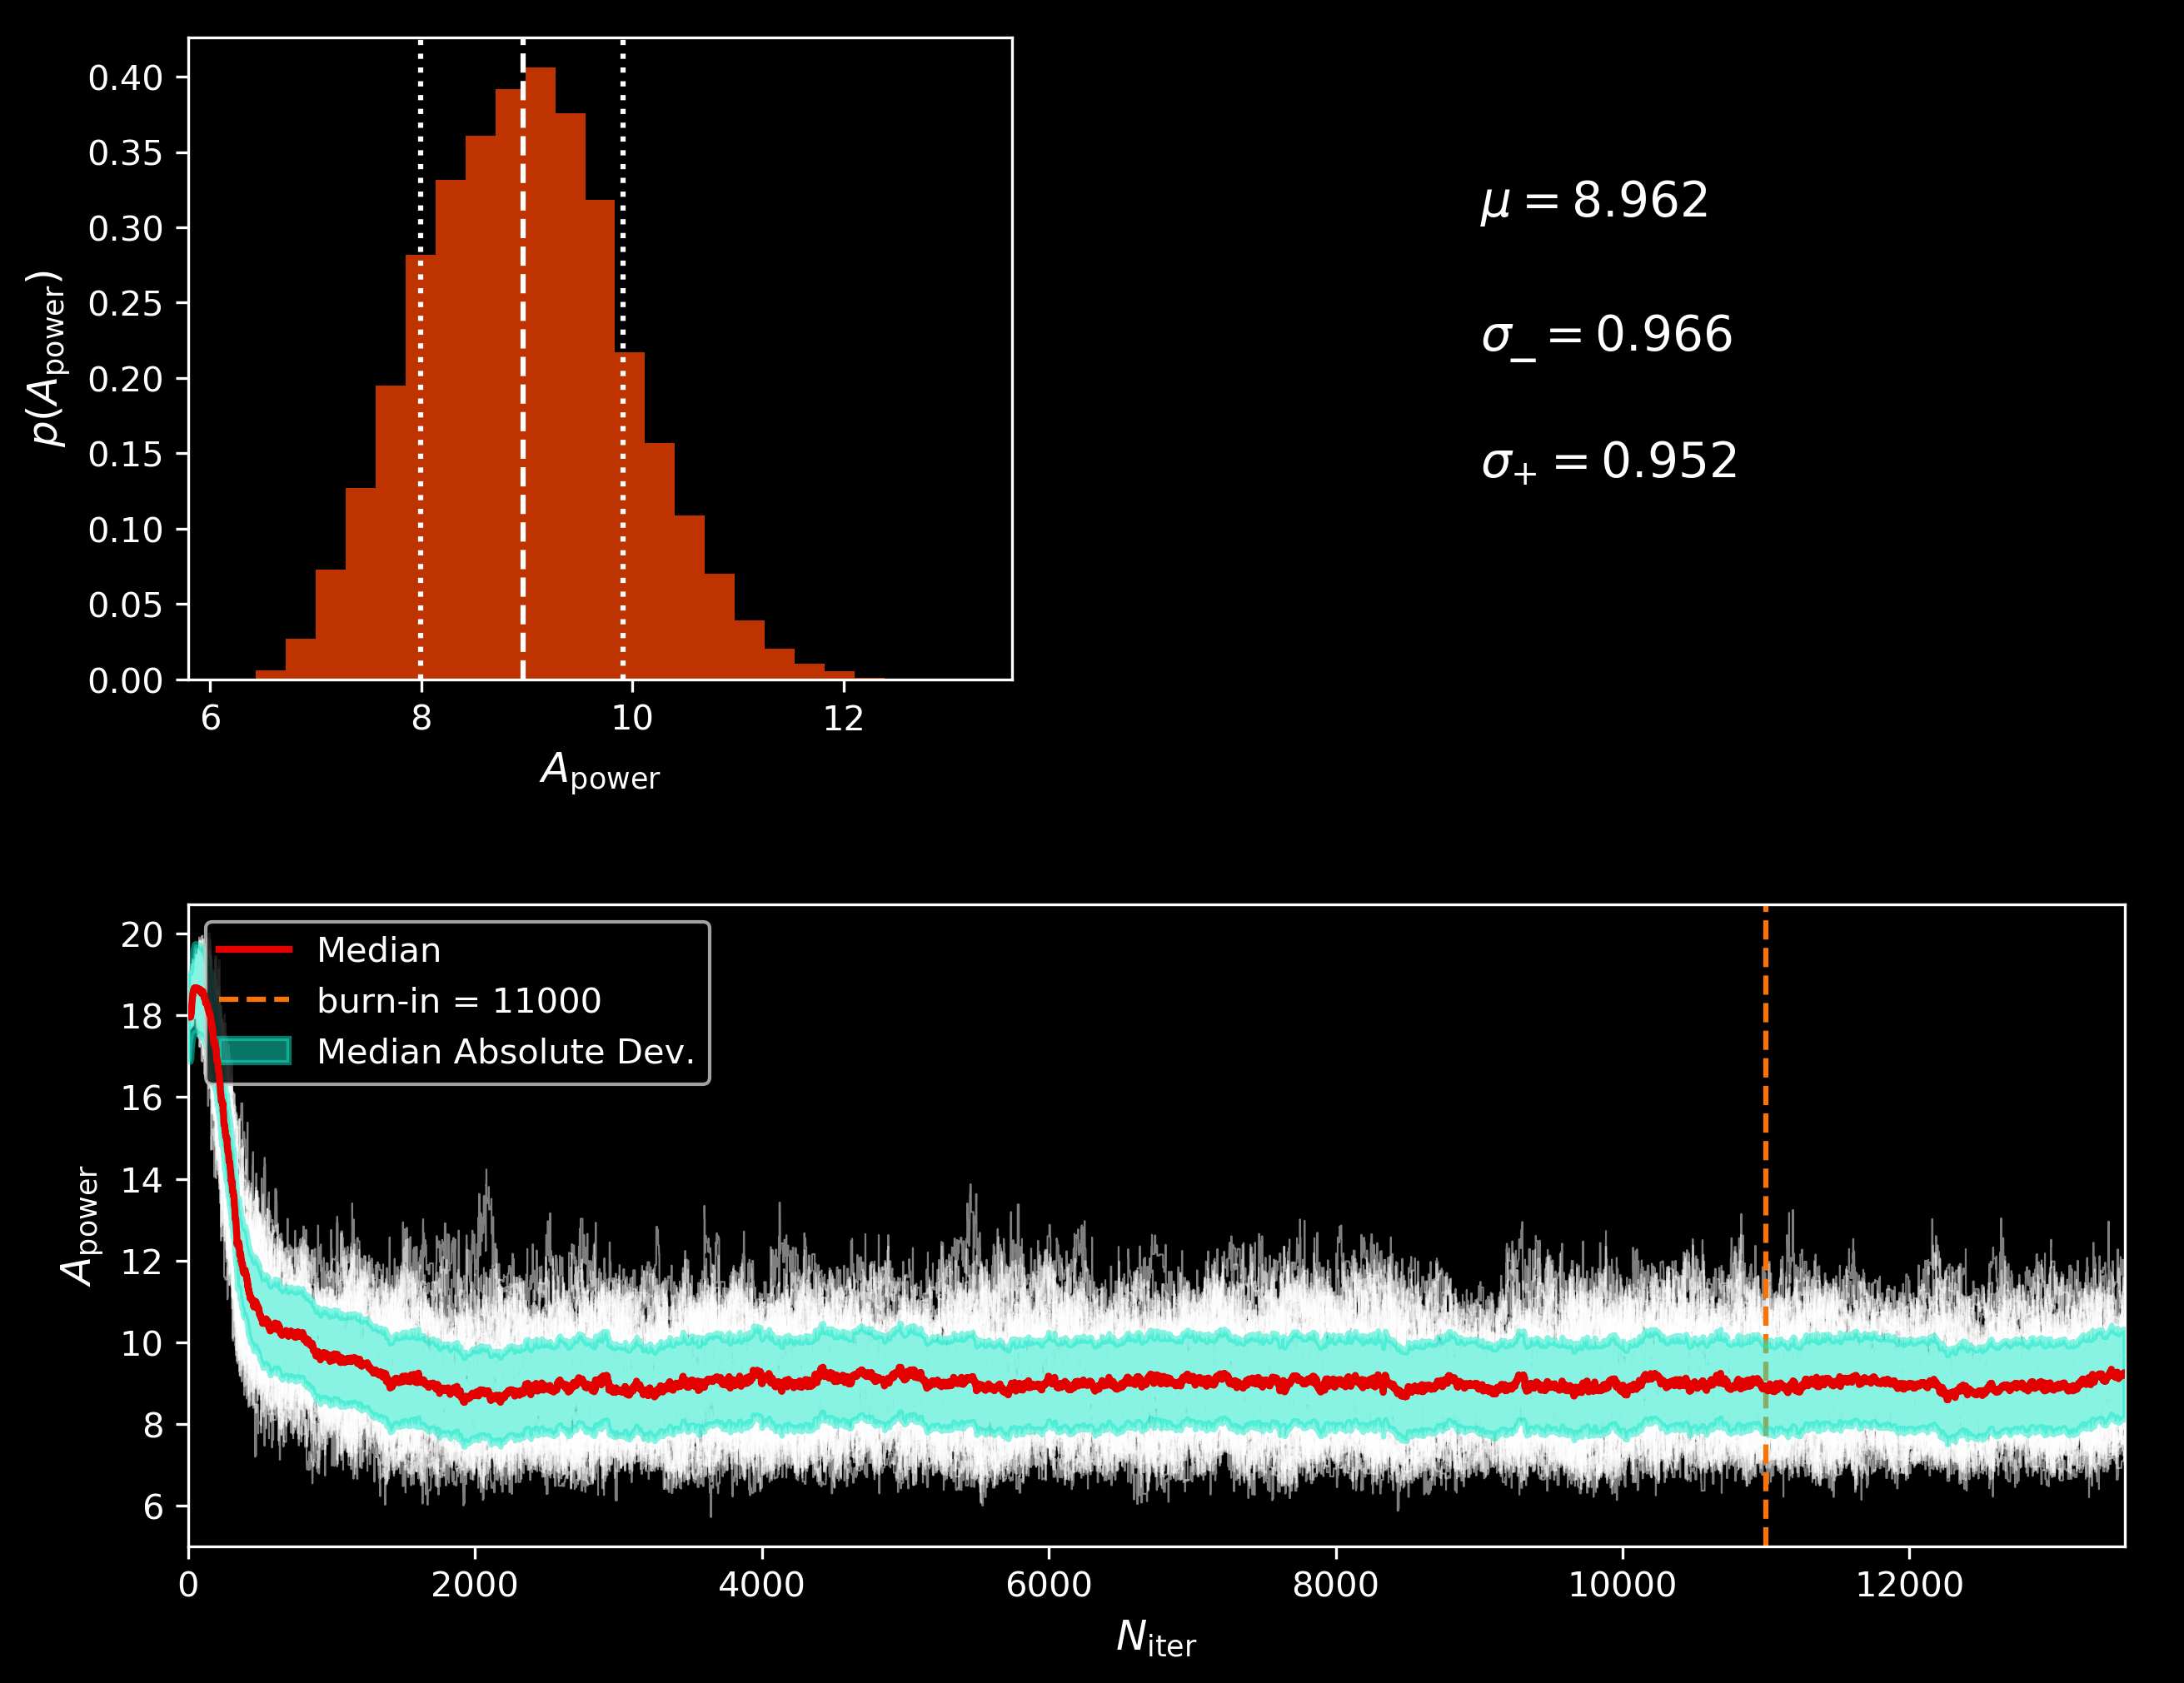 0.40
0.35
0.30
0.25
0.20
0.15
0.10
0.05
0.00
p(A_power)
6 8 10 12
A_power
μ = 8.962
σ_− = 0.966
σ_+ = 0.952
20
18
16
14
12
10
8
6
A_power
Median
burn-in = 11000
Median Absolute Dev.
0 2000 4000 6000 8000 10000 12000
N_iter